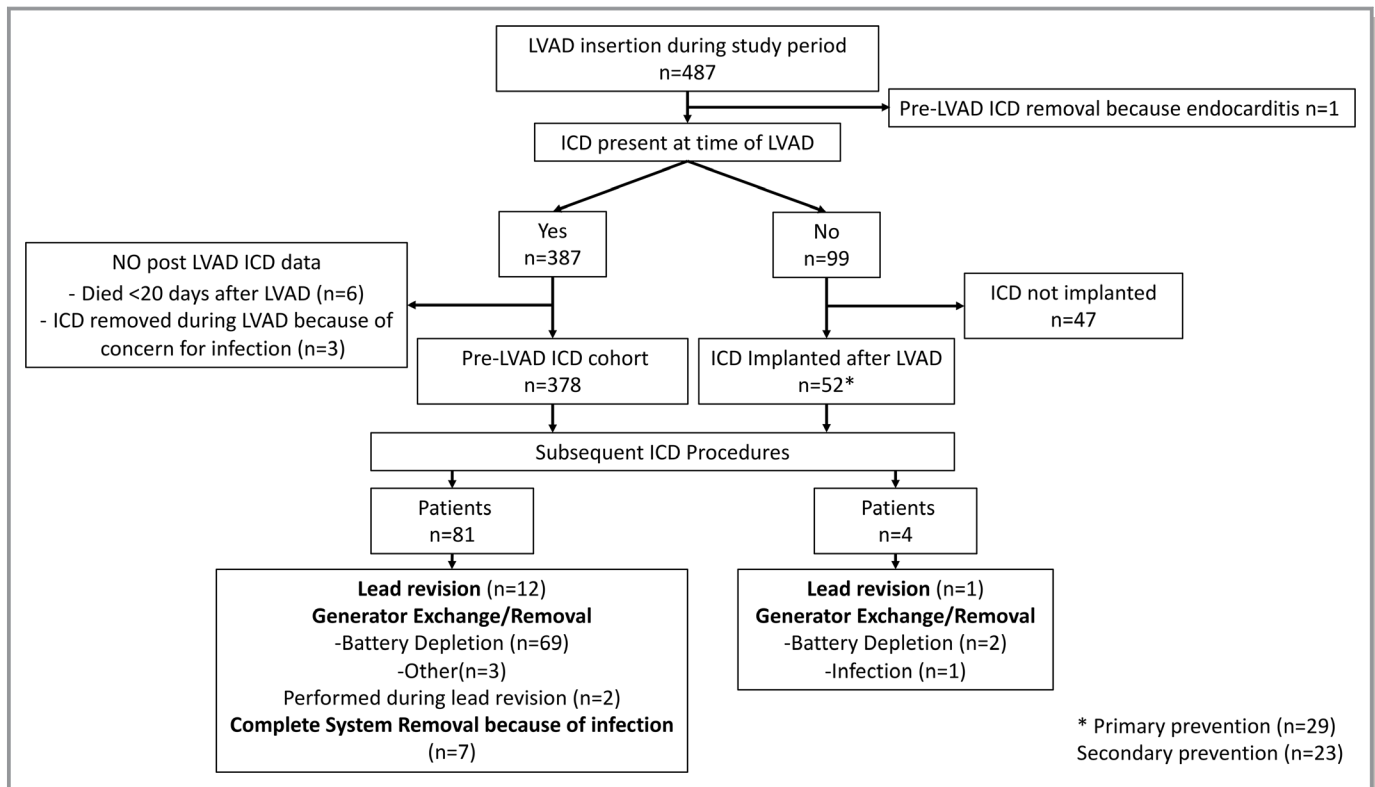 LVAD insertion during study period
n=487
Pre-LVAD ICD removal because endocarditis n=1
ICD present at time of LVAD
Yes
n=387
No
n=99
NO post LVAD ICD data
- Died <20 days after LVAD (n=6)
- ICD removed during LVAD because of
concern for infection (n=3)
ICD not implanted
n=47
Pre-LVAD ICD cohort
n=378
ICD Implanted after LVAD
n=52*
Subsequent ICD Procedures
Patients
n=81
Patients
n=4
Lead revision (n=12)
Generator Exchange/Removal
-Battery Depletion (n=69)
-Other(n=3)
Performed during lead revision (n=2)
Complete System Removal because of infection
(n=7)
Lead revision (n=1)
Generator Exchange/Removal
-Battery Depletion (n=2)
-Infection (n=1)
* Primary prevention (n=29)
Secondary prevention (n=23)